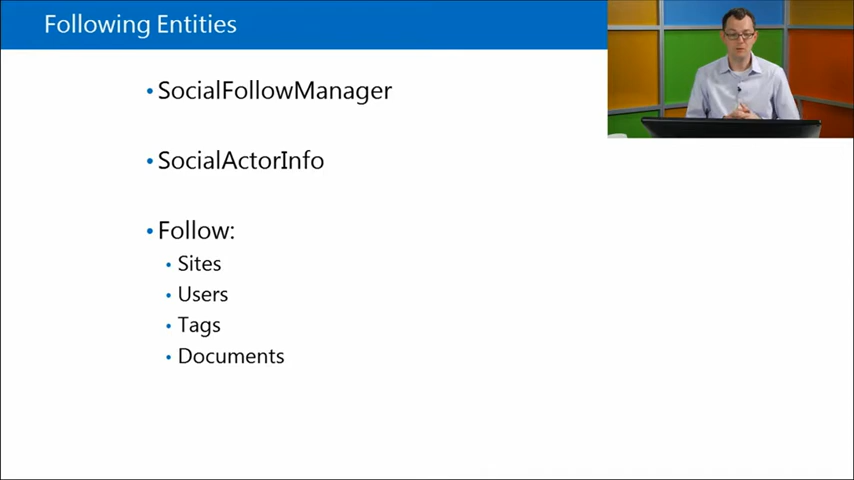 Following Entities
• SocialFollowManager
• SocialActorInfo
• Follow:
• Sites
• Users
• Tags
• Documents